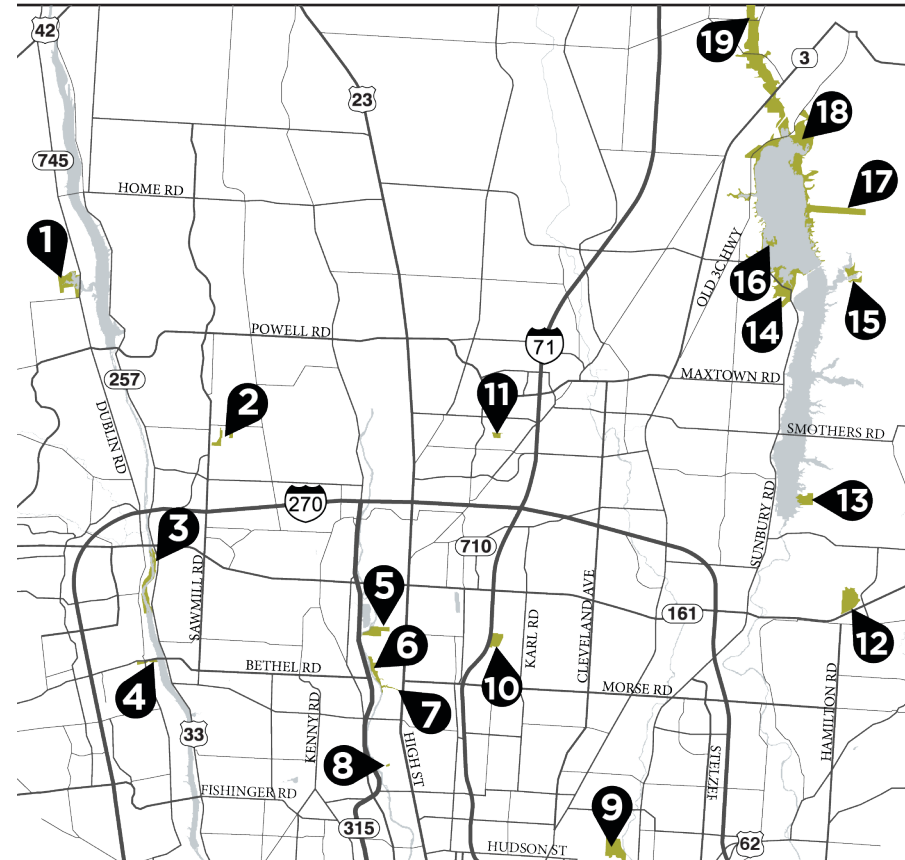 42
19
3
23
18
745
HOME RD
17
1
OLD 3C HWY
16
14
15
POWELL RD
71
257
MAXTOWN RD
DUBLIN RD
2
11
SMOTHERS RD
270
13
SUNBURY RD
3
710
SAWMILL RD
5
KARL RD
CLEVELAND AVE
161
12
6
BETHEL RD
10
MORSE RD
4
7
KENNY RD
HAMILTON RD
33
HIGH ST
8
STELZER
FISHINGER RD
315
9
HUDSON ST
62